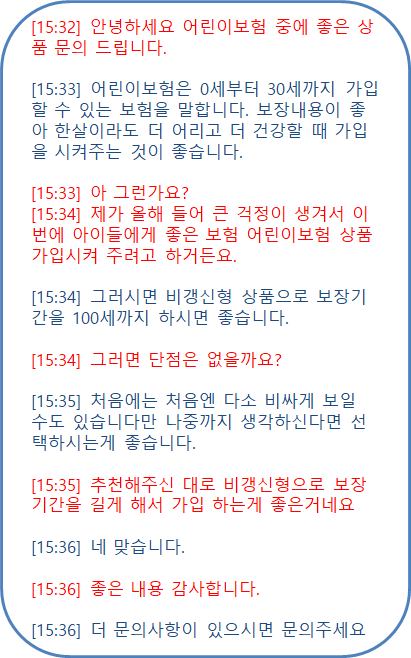 [15:32] 안녕하세요 어린이보험 중에 좋은 상
품 문의 드립니다.
[15:33] 어린이보험은 0세부터 30세까지 가입
할 수 있는 보험을 말합니다. 보장내용이 좋
아 한살이라도 더 어리고 더 건강할 때 가입
을 시켜주는 것이 좋습니다.
[15:33] 아 그런가요?
[15:34] 제가 올해 들어 큰 걱정이 생겨서 이
번에 아이들에게 좋은 보험 어린이보험 상품
가입시켜 주려고 하거든요.
[15:34] 그러시면 비갱신형 상품으로 보장기
간을 100세까지 하시면 좋습니다.
[15:34] 그러면 단점은 없을까요?
[15:35] 처음에는 처음엔 다소 비싸게 보일
수도 있습니다만 나중까지 생각하신다면 선
택하시는게 좋습니다.
[15:35] 추천해주신 대로 비갱신형으로 보장
기간을 길게 해서 가입 하는게 좋은거네요
[15:36] 네 맞습니다.
[15:36] 좋은 내용 감사합니다.
[15:36] 더 문의사항이 있으시면 문의주세요